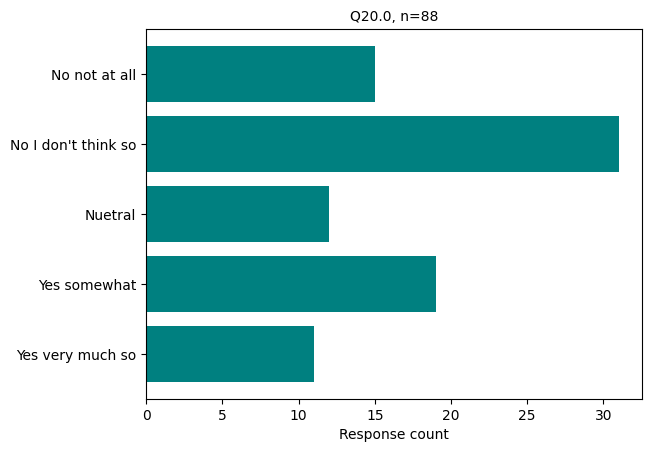 Q20.0, n=88
No not at all
No I don't think so
Nuetral
Yes somewhat
Yes very much so
0 5 10 15 20 25 30
Response count